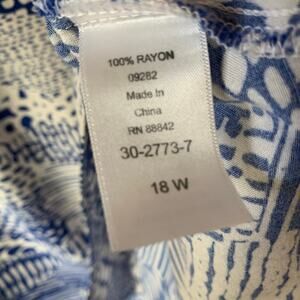 100% RAYON
09282
Made In
China
RN 88842
30-2773-7
18 W